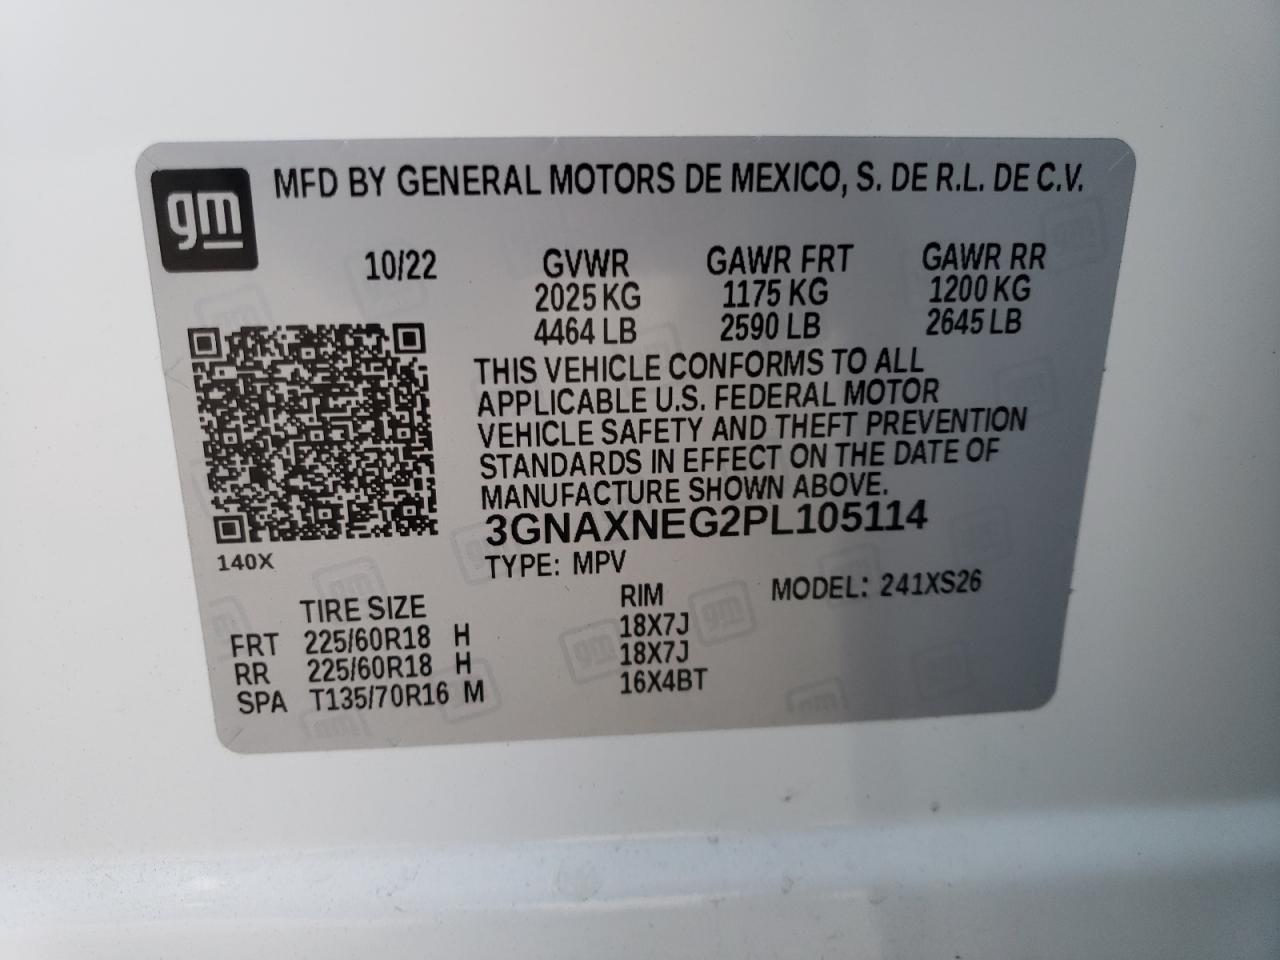 gm
MFD BY GENERAL MOTORS DE MEXICO, S. DE R.L. DE C.V.
10/22 GVWR GAWR FRT GAWR RR
2025 KG 1175 KG 1200 KG
4464 LB 2590 LB 2645 LB
THIS VEHICLE CONFORMS TO ALL
APPLICABLE U.S. FEDERAL MOTOR
VEHICLE SAFETY AND THEFT PREVENTION
STANDARDS IN EFFECT ON THE DATE OF
MANUFACTURE SHOWN ABOVE.
3GNAXNEG2PL105114
140X
TYPE: MPV
MODEL: 241XS26
TIRE SIZE RIM
FRT 225/60R18 H 18X7J
RR 225/60R18 H 18X7J
SPA T135/70R16 M 16X4BT